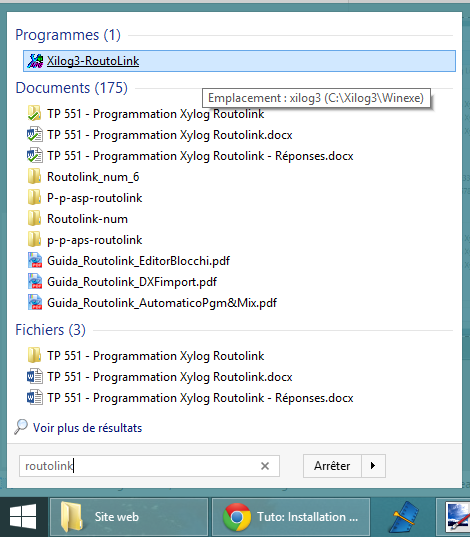 Programmes (1)
Xilog3-RoutoLink
Documents (175)
Emplacement : xilog3 (C:\Xilog3\Winexe)
TP 551 - Programmation Xylog Routolink
TP 551 - Programmation Xylog Routolink.docx
TP 551 - Programmation Xylog Routolink - Réponses.docx
Routolink_num_6
P-p-asp-routolink
Routolink-num
p-p-aps-routolink
Guida_Routolink_EditorBlocchi.pdf
Guida_Routolink_DXFimport.pdf
Guida_Routolink_AutomaticoPgm&Mix.pdf
Fichiers (3)
TP 551 - Programmation Xylog Routolink
TP 551 - Programmation Xylog Routolink.docx
TP 551 - Programmation Xylog Routolink - Réponses.docx
Voir plus de résultats
routolink
Arrêter
Site web
Tuto: Installation ...